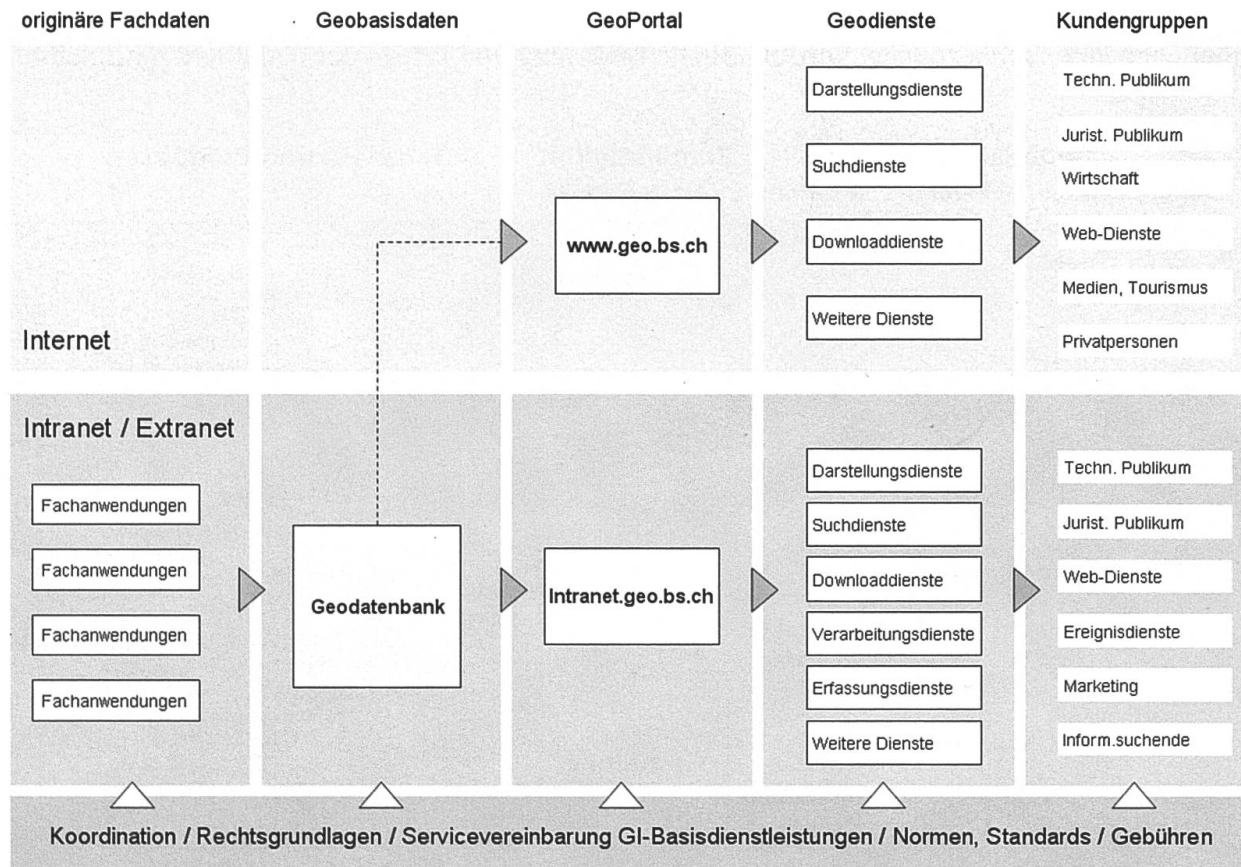 originäre Fachdaten
Geobasisdaten
GeoPortal
Geodienste
Kundengruppen
Internet
www.geo.bs.ch
Darstellungsdienste
Suchdienste
Downloaddienste
Weitere Dienste
Techn. Publikum
Jurist. Publikum
Wirtschaft
Web-Dienste
Medien, Tourismus
Privatpersonen
Intranet / Extranet
Fachanwendungen
Fachanwendungen
Fachanwendungen
Fachanwendungen
Geodatenbank
Intranet.geo.bs.ch
Darstellungsdienste
Suchdienste
Downloaddienste
Verarbeitungsdienste
Erfassungsdienste
Weitere Dienste
Techn. Publikum
Jurist. Publikum
Web-Dienste
Ereignisdienste
Marketing
Inform.suchende
Koordination / Rechtsgrundlagen / Servicevereinbarung GI-Basisdienstleistungen / Normen, Standards / Gebühren